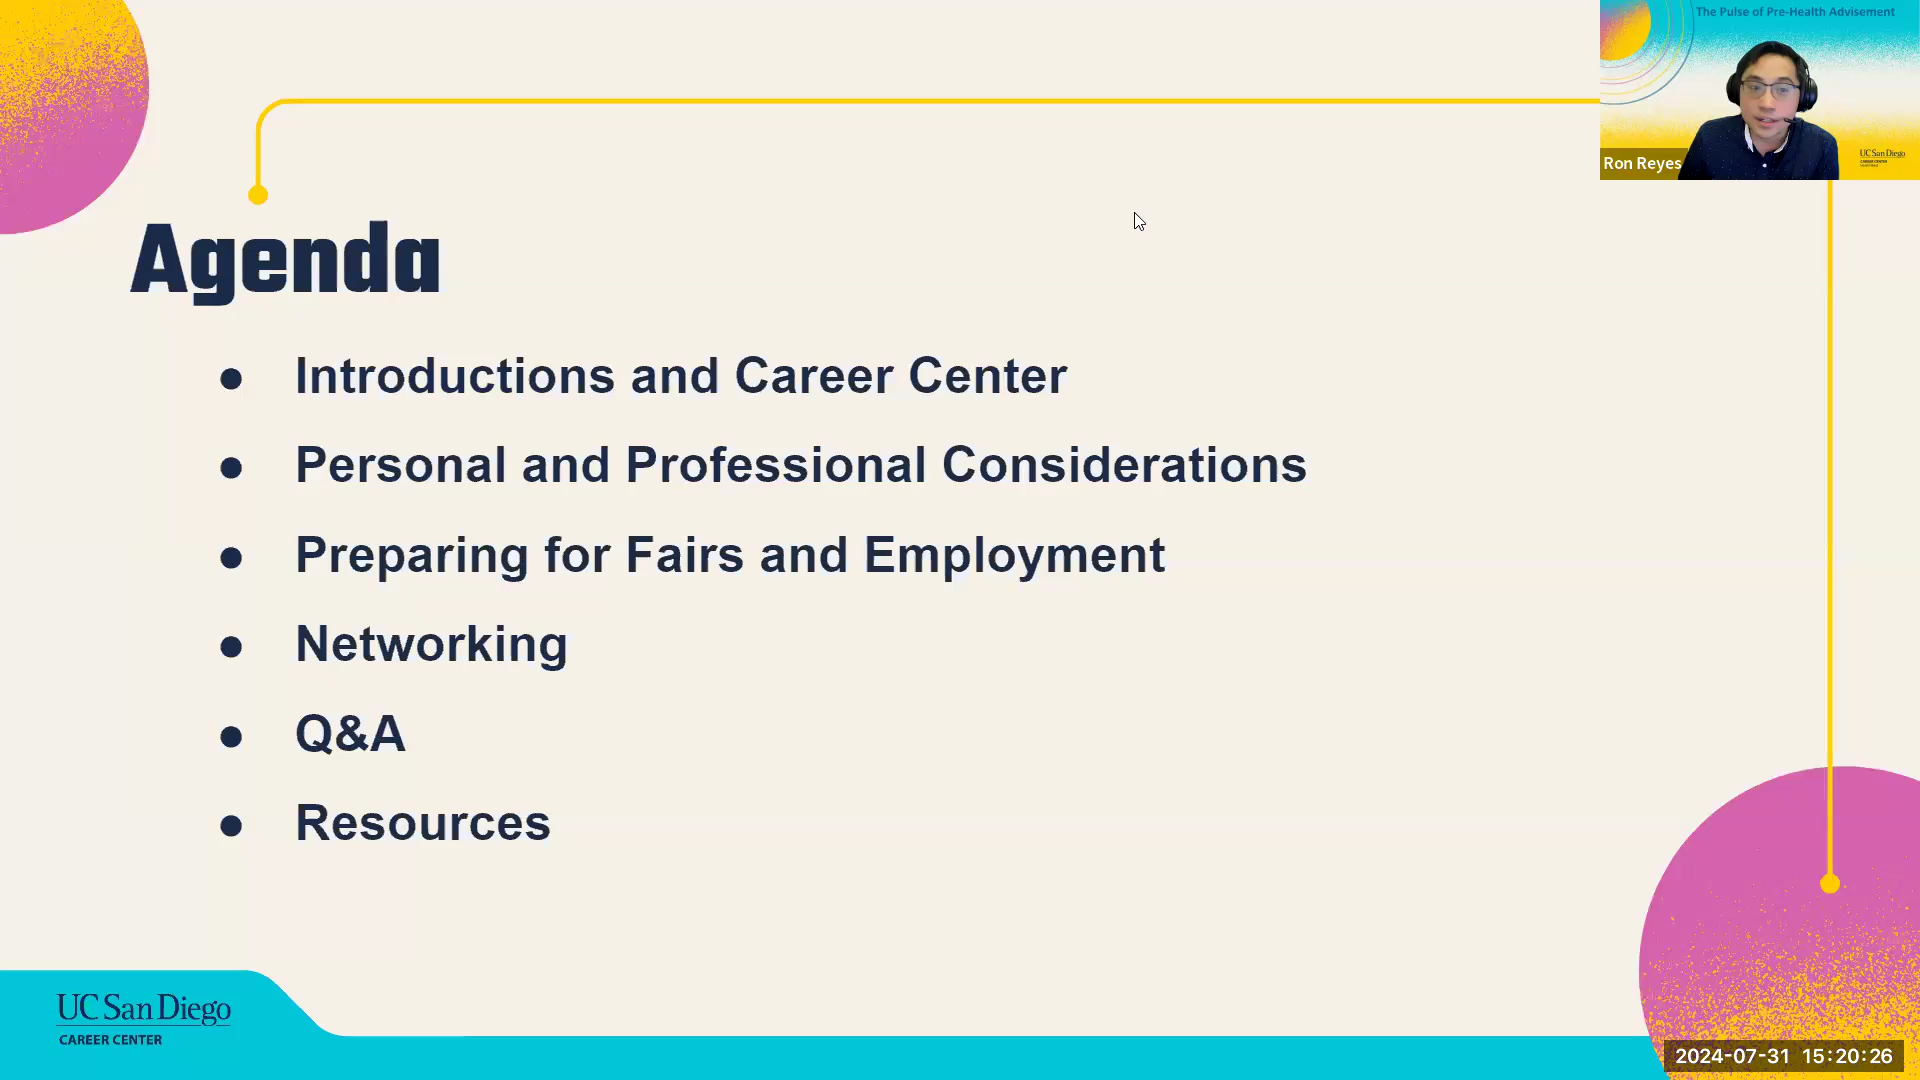 The Pulse of Pre-Health Advisement
UC San Diego
Ron Reyes
Agenda
● Introductions and Career Center
● Personal and Professional Considerations
● Preparing for Fairs and Employment
● Networking
● Q&A
● Resources
UC San Diego
CAREER CENTER
2024-07-31 15:20:26